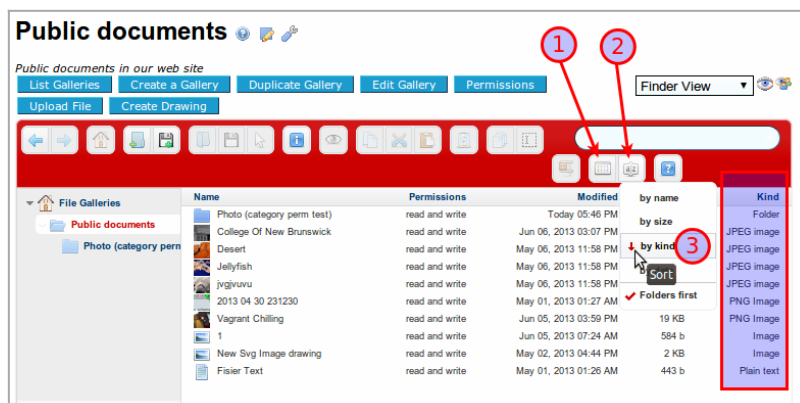 Public documents
1
2
Public documents in our web site
List Galleries Create a Gallery Duplicate Gallery Edit Gallery Permissions Finder View
Upload File Create Drawing
Name Permissions Modified Kind
File Galleries
Public documents
Photo (category perm
Photo (category perm test) read and write Today 05:46 PM Folder
College Of New Brunswick read and write Jun 06, 2013 03:07 PM JPEG image
Desert read and write May 06, 2013 11:58 PM JPEG image
Jellyfish read and write May 06, 2013 11:58 PM JPEG image
jvgjvuvu read and write May 06, 2013 11:58 PM JPEG image
2013 04 30 231230 read and write May 01, 2013 01:27 AM PNG Image
Vagrant Chilling read and write Jun 05, 2013 03:59 PM 19 KB PNG Image
1 read and write Jun 05, 2013 07:24 AM 584 b Image
New Svg Image drawing read and write May 02, 2013 04:44 PM 2 KB Image
Fisier Text read and write May 01, 2013 01:26 AM 443 b Plain text
by name
by size
by kind
3
Sort
Folders first